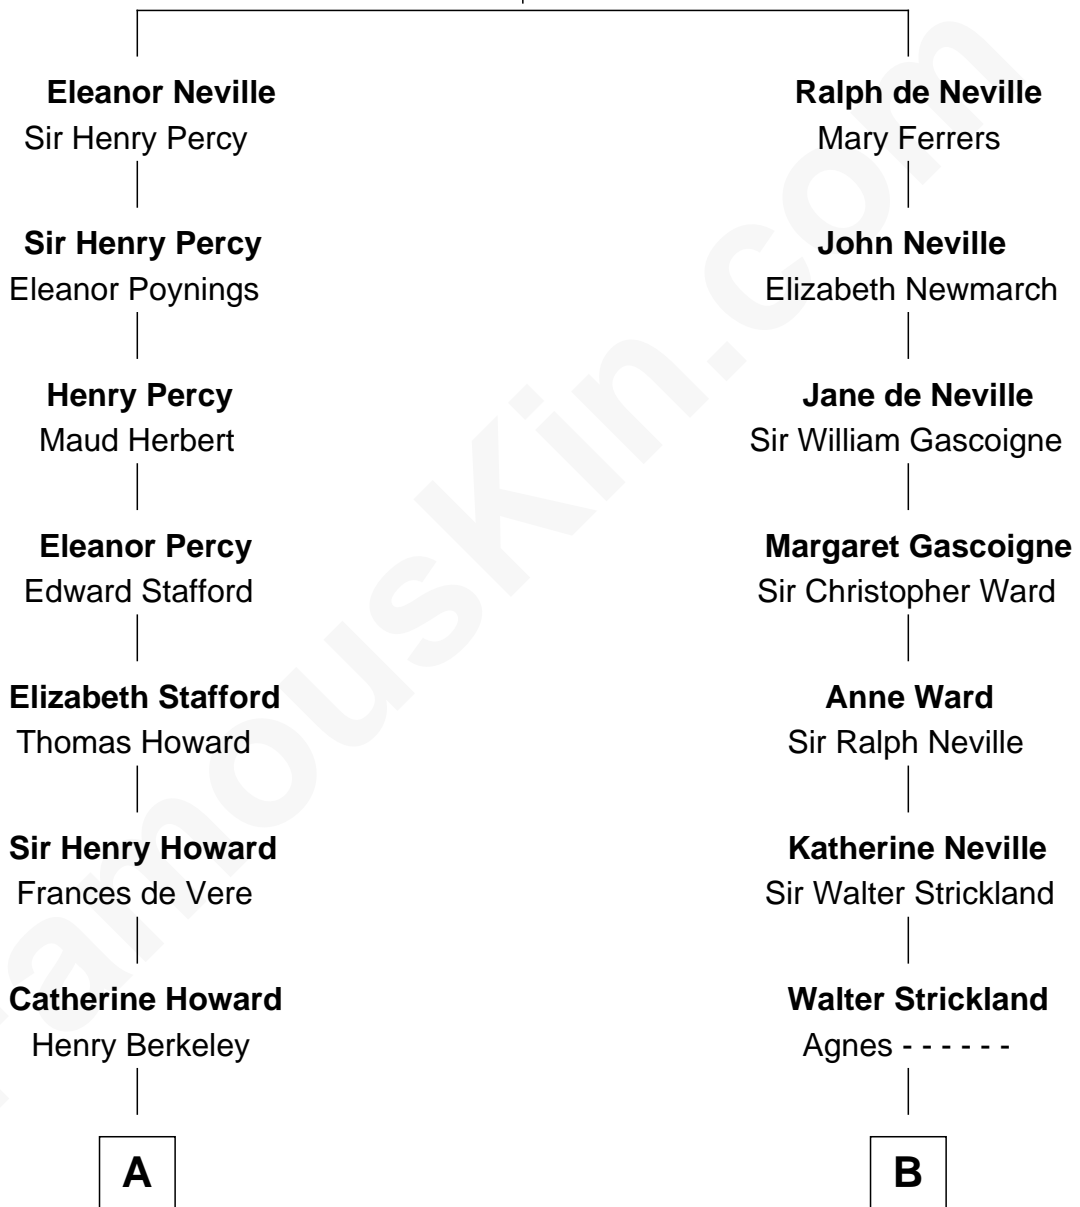 Eleanor Neville
Sir Henry Percy
Sir Henry Percy
Eleanor Poynings
Henry Percy
Maud Herbert
Eleanor Percy
Edward Stafford
Elizabeth Stafford
Thomas Howard
Sir Henry Howard
Frances de Vere
Catherine Howard
Henry Berkeley
A
Ralph de Neville
Mary Ferrers
John Neville
Elizabeth Newmarch
Jane de Neville
Sir William Gascoigne
Margaret Gascoigne
Sir Christopher Ward
Anne Ward
Sir Ralph Neville
Katherine Neville
Sir Walter Strickland
Walter Strickland
Agnes - - - - - -
B
FamousKin.com